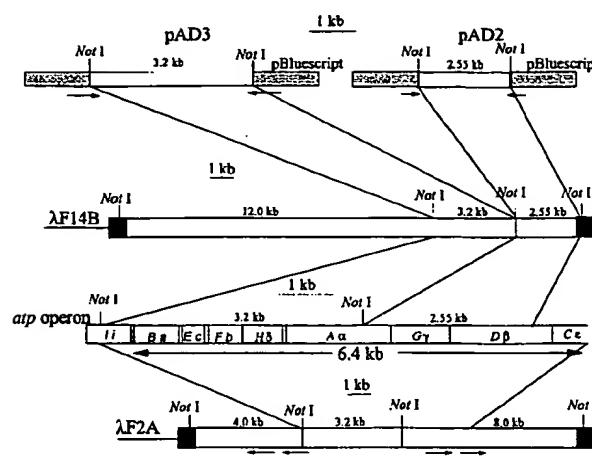 pAD3 1 kb pAD2
Not I Not I Not I Not I
3.2 kb pBluescript 2.55 kb pBluescript
1 kb
Not I Not I Not I Not I
λF14B 12.0 kb 3.2 kb 2.55 kb
1 kb
Not I Not I
atp operon 3.2 kb 2.55 kb
I i B a E c F b H δ A α G γ D β C ε
6.4 kb
1 kb
Not I Not I Not I Not I
λF2A 4.0 kb 3.2 kb 8.0 kb